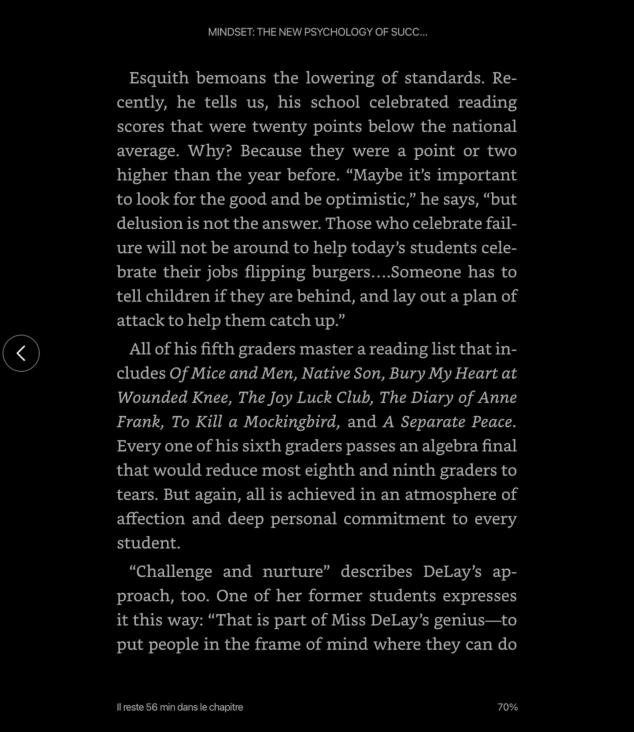 MINDSET: THE NEW PSYCHOLOGY OF SUCC...
Esquith bemoans the lowering of standards. Re-
cently, he tells us, his school celebrated reading
scores that were twenty points below the national
average. Why? Because they were a point or two
higher than the year before. “Maybe it’s important
to look for the good and be optimistic,” he says, “but
delusion is not the answer. Those who celebrate fail-
ure will not be around to help today’s students cele-
brate their jobs flipping burgers....Someone has to
tell children if they are behind, and lay out a plan of
attack to help them catch up.”
All of his fifth graders master a reading list that in-
cludes Of Mice and Men, Native Son, Bury My Heart at
Wounded Knee, The Joy Luck Club, The Diary of Anne
Frank, To Kill a Mockingbird, and A Separate Peace.
Every one of his sixth graders passes an algebra final
that would reduce most eighth and ninth graders to
tears. But again, all is achieved in an atmosphere of
affection and deep personal commitment to every
student.
“Challenge and nurture” describes DeLay’s ap-
proach, too. One of her former students expresses
it this way: “That is part of Miss DeLay’s genius—to
put people in the frame of mind where they can do
Il reste 56 min dans le chapitre
70%